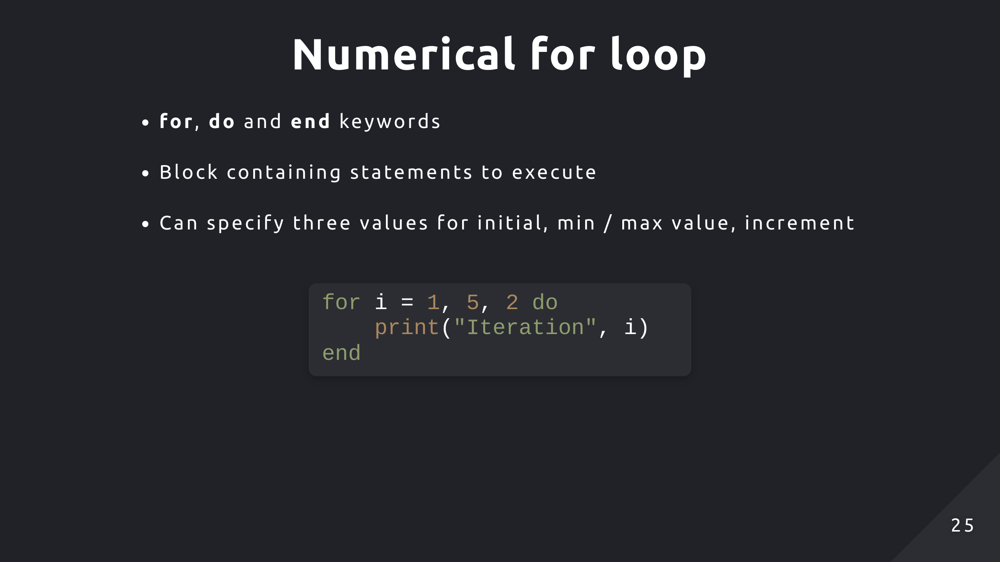 Numerical for loop
• for, do and end keywords
• Block containing statements to execute
• Can specify three values for initial, min / max value, increment
for i = 1, 5, 2 do
    print("Iteration", i)
end
25